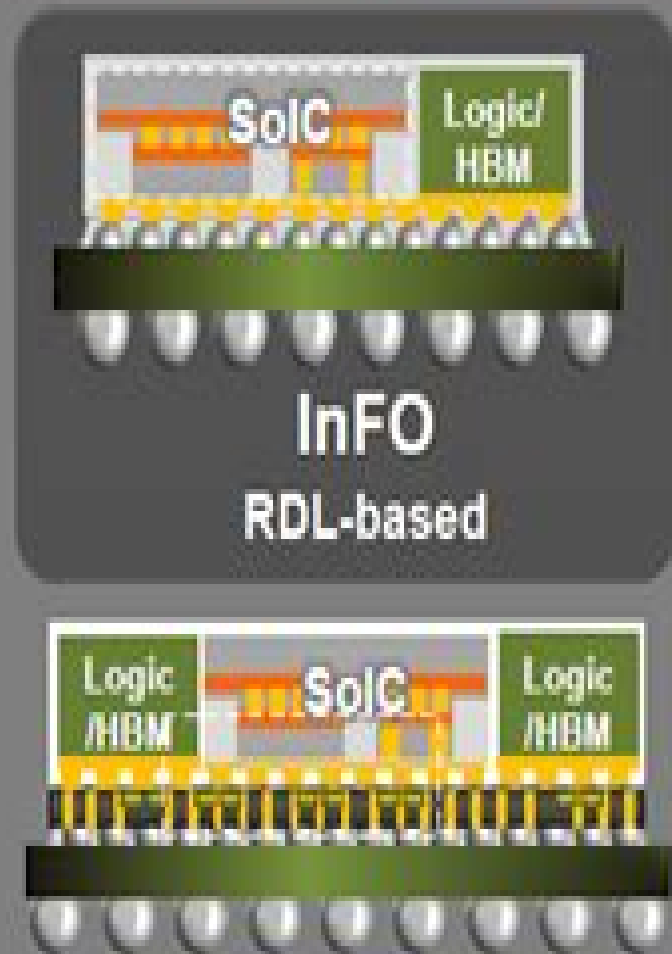 SoIC
Logic/
HBM
InFO
RDL-based
Logic
/HBM
SoIC
Logic
/HBM